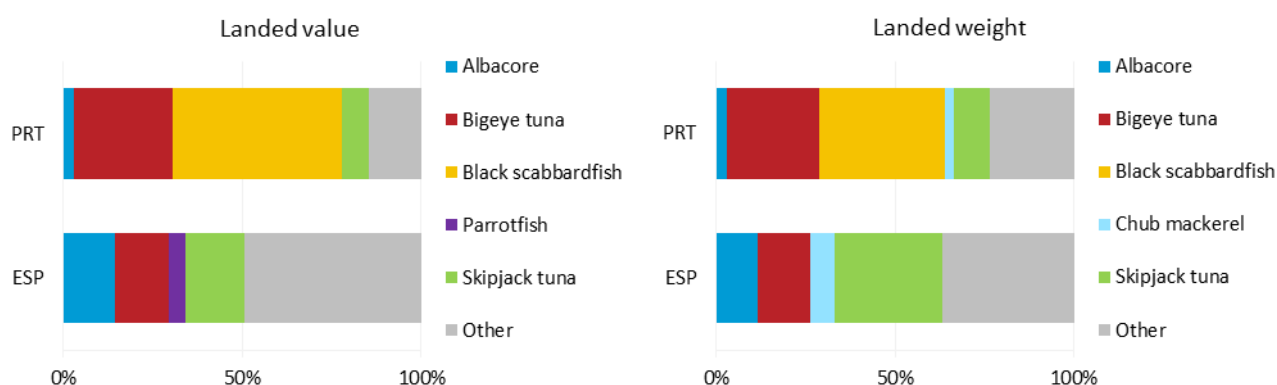 Landed value
PRT
ESP
0%
50%
100%
Albacore
Bigeye tuna
Black scabbardfish
Parrotfish
Skipjack tuna
Other
Landed weight
PRT
ESP
0%
50%
100%
Albacore
Bigeye tuna
Black scabbardfish
Chub mackerel
Skipjack tuna
Other